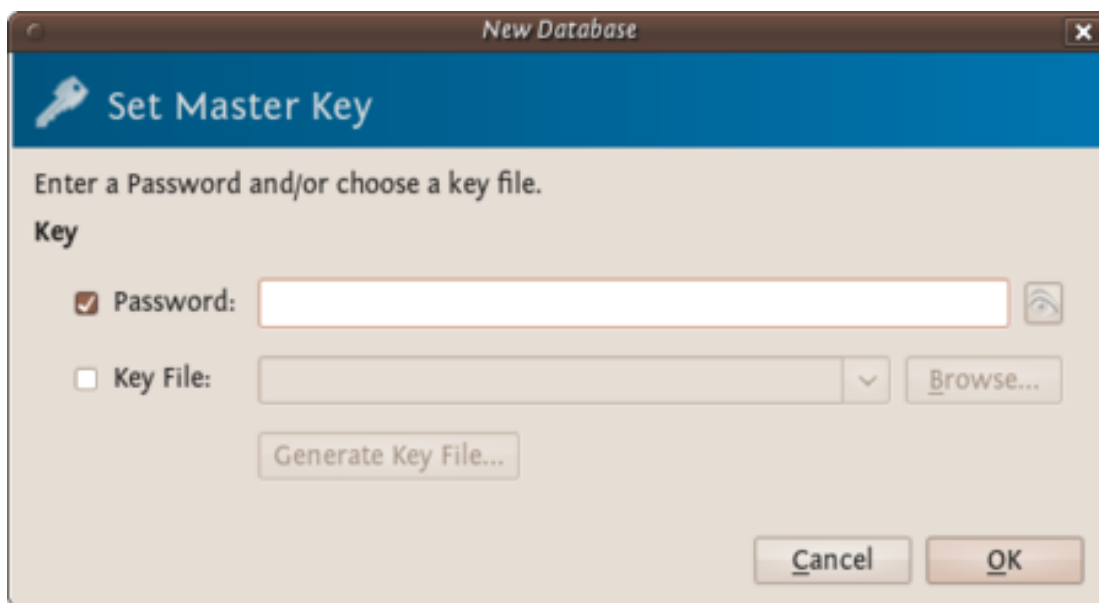 New Database
Set Master Key
Enter a Password and/or choose a key file.
Key
Password:
Key File:
Browse...
Generate Key File...
Cancel
OK